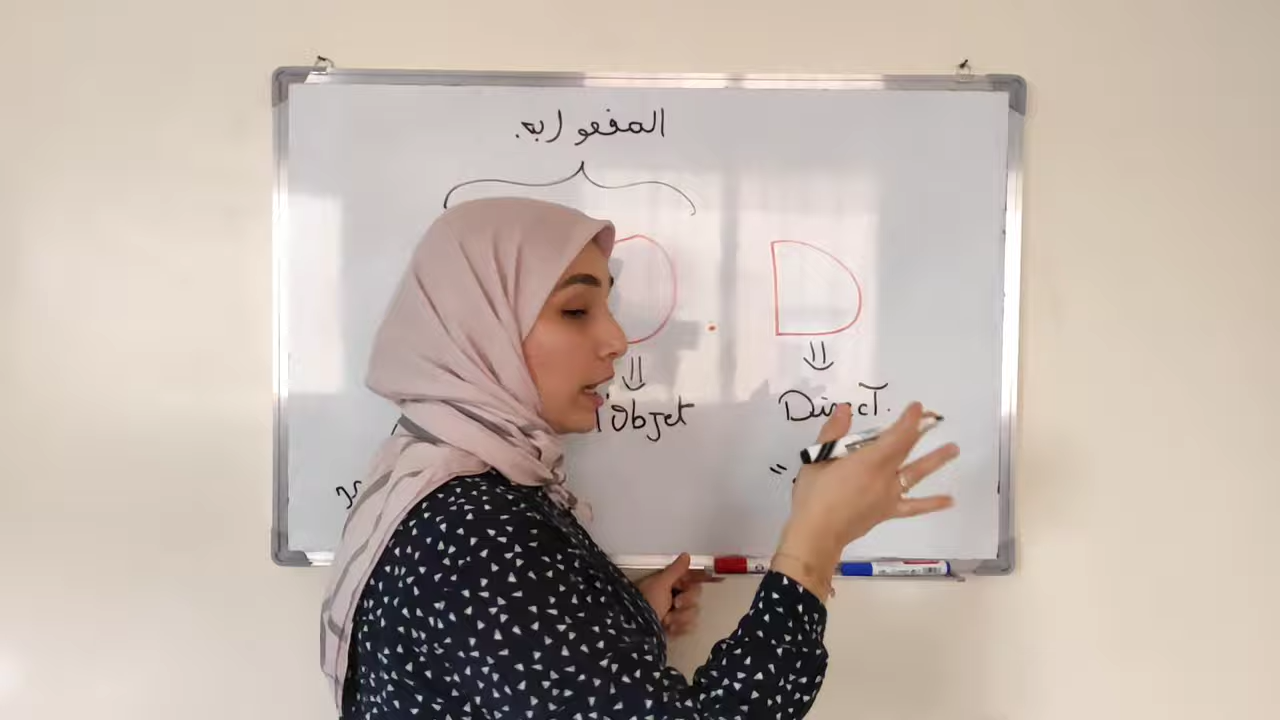 المفعول به.
O . D
l'objet Direct.